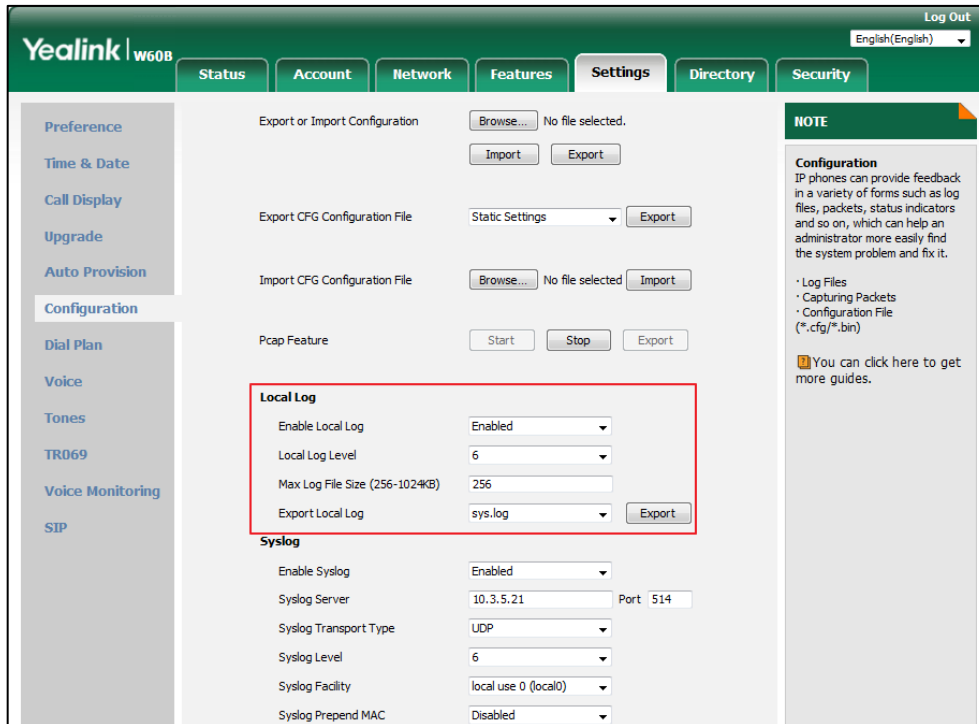 Log Out
English(English)
Yealink | W60B
Status Account Network Features Settings Directory Security
Preference
Time & Date
Call Display
Upgrade
Auto Provision
Configuration
Dial Plan
Voice
Tones
TR069
Voice Monitoring
SIP
Export or Import Configuration Browse... No file selected.
Import Export
Export CFG Configuration File Static Settings Export
Import CFG Configuration File Browse... No file selected Import
Pcap Feature Start Stop Export
Local Log
Enable Local Log Enabled
Local Log Level 6
Max Log File Size (256-1024KB) 256
Export Local Log sys.log Export
Syslog
Enable Syslog Enabled
Syslog Server 10.3.5.21 Port 514
Syslog Transport Type UDP
Syslog Level 6
Syslog Facility local use 0 (local0)
Syslog Prepend MAC Disabled
NOTE
Configuration
IP phones can provide feedback
in a variety of forms such as log
files, packets, status indicators
and so on, which can help an
administrator more easily find
the system problem and fix it.
· Log Files
· Capturing Packets
· Configuration File
(*.cfg/*.bin)
You can click here to get
more guides.